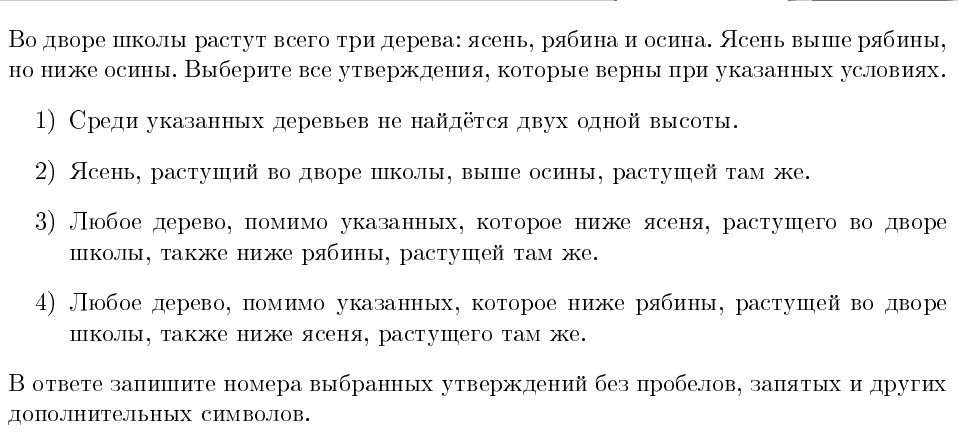 Во дворе школы растут всего три дерева: ясень, рябина и осина. Ясень выше рябины,
но ниже осины. Выберите все утверждения, которые верны при указанных условиях.
1) Среди указанных деревьев не найдётся двух одной высоты.
2) Ясень, растущий во дворе школы, выше осины, растущей там же.
3) Любое дерево, помимо указанных, которое ниже ясеня, растущего во дворе
школы, также ниже рябины, растущей там же.
4) Любое дерево, помимо указанных, которое ниже рябины, растущей во дворе
школы, также ниже ясеня, растущего там же.
В ответе запишите номера выбранных утверждений без пробелов, запятых и других
дополнительных символов.